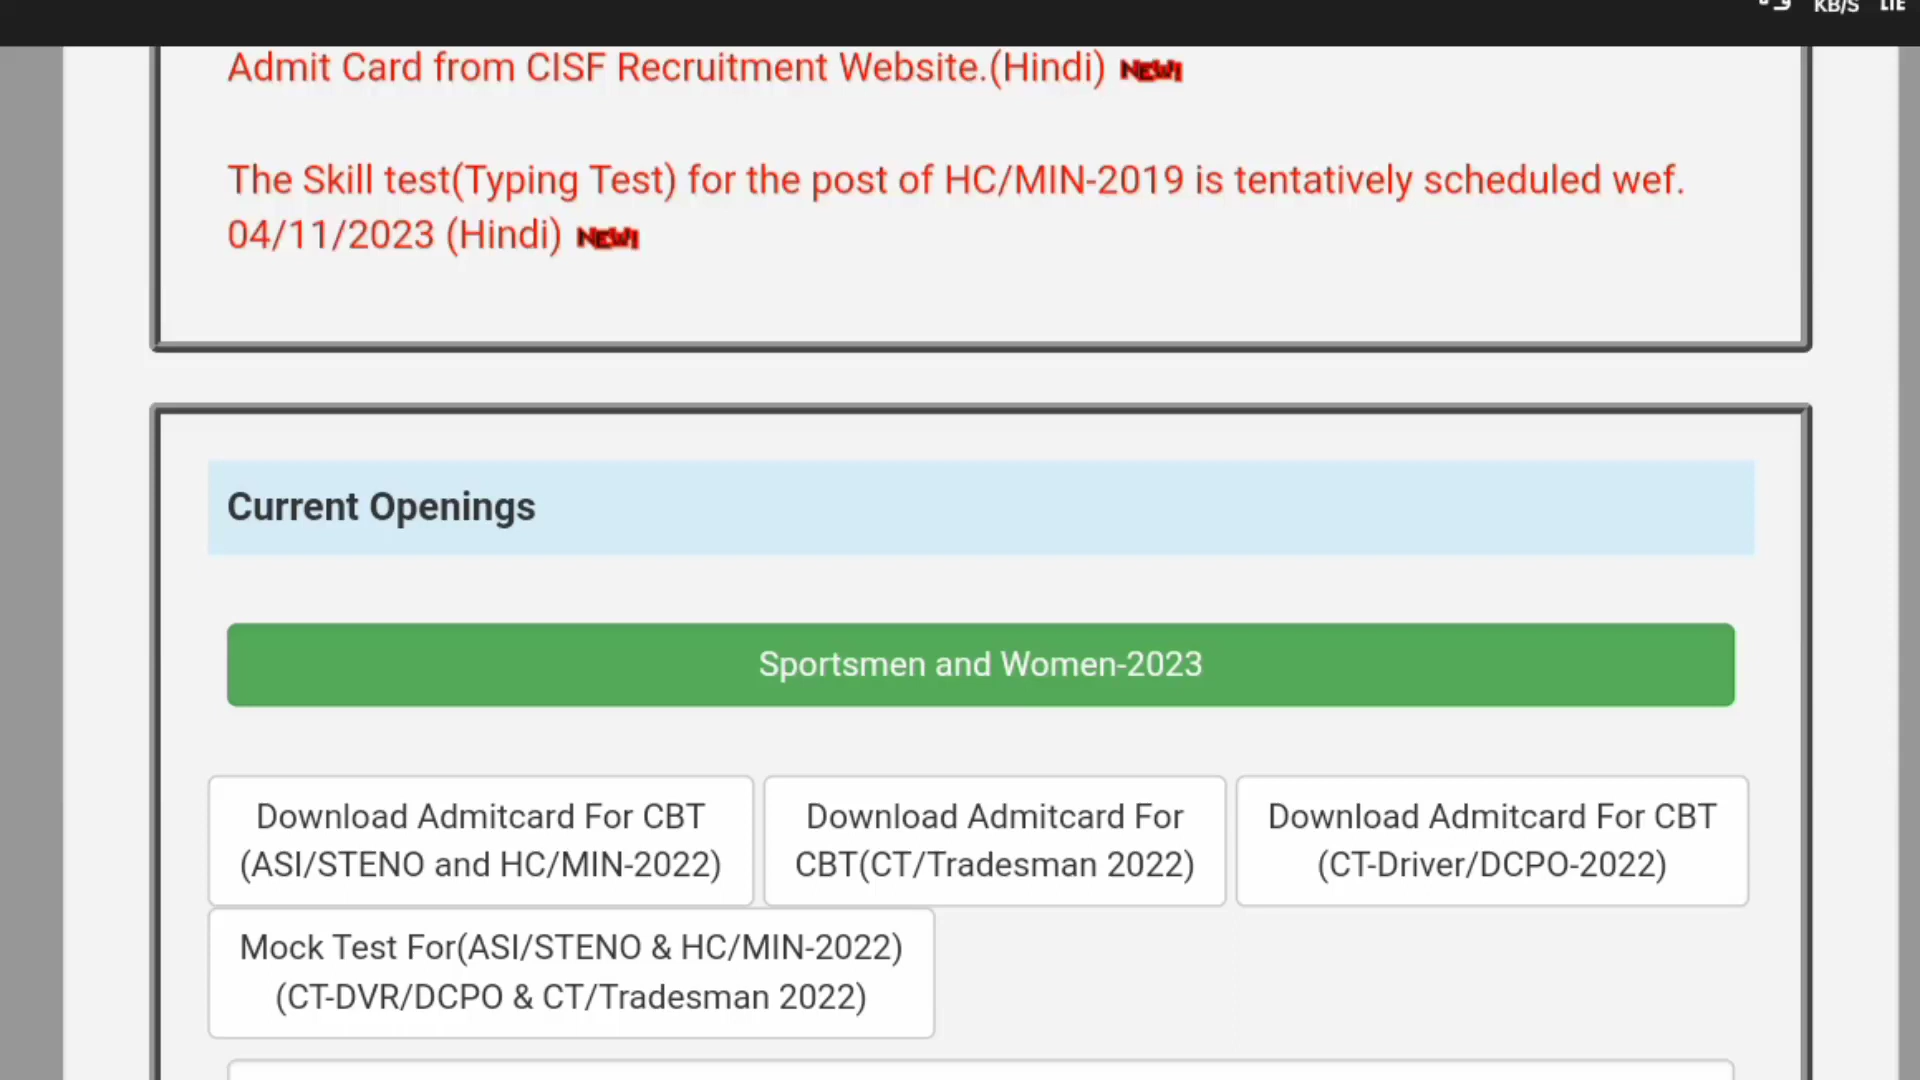 KB/S LTE
Admit Card from CISF Recruitment Website.(Hindi) NEW!
The Skill test(Typing Test) for the post of HC/MIN-2019 is tentatively scheduled wef.
04/11/2023 (Hindi) NEW!
Current Openings
Sportsmen and Women-2023
Download Admitcard For CBT
(ASI/STENO and HC/MIN-2022)
Download Admitcard For
CBT(CT/Tradesman 2022)
Download Admitcard For CBT
(CT-Driver/DCPO-2022)
Mock Test For(ASI/STENO & HC/MIN-2022)
(CT-DVR/DCPO & CT/Tradesman 2022)